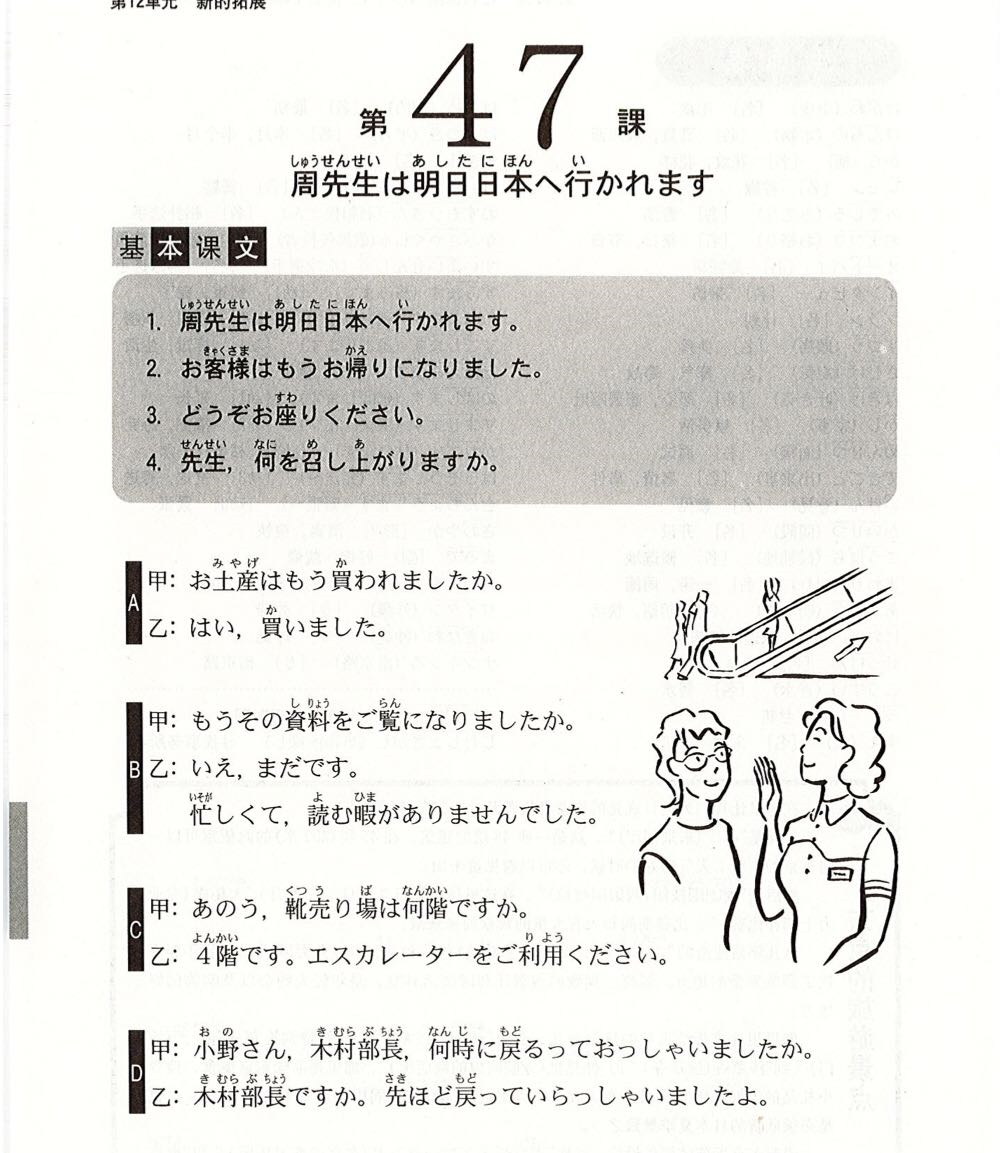 第12単元 新的拓展
第47課
周先生は明日日本へ行かれます
基本课文
1. 周先生は明日日本へ行かれます。
2. お客様はもうお帰りになりました。
3. どうぞお座りください。
4. 先生，何を召し上がりますか。
A
甲：お土産はもう買われましたか。
乙：はい，買いました。
B
甲：もうその資料をご覧になりましたか。
乙：いえ，まだです。
忙しくて，読む暇がありませんでした。
C
甲：あのう，靴売り場は何階ですか。
乙：４階です。エスカレーターをご利用ください。
D
甲：小野さん，木村部長，何時に戻るっておっしゃいましたか。
乙：木村部長ですか。先ほど戻っていらっしゃいましたよ。